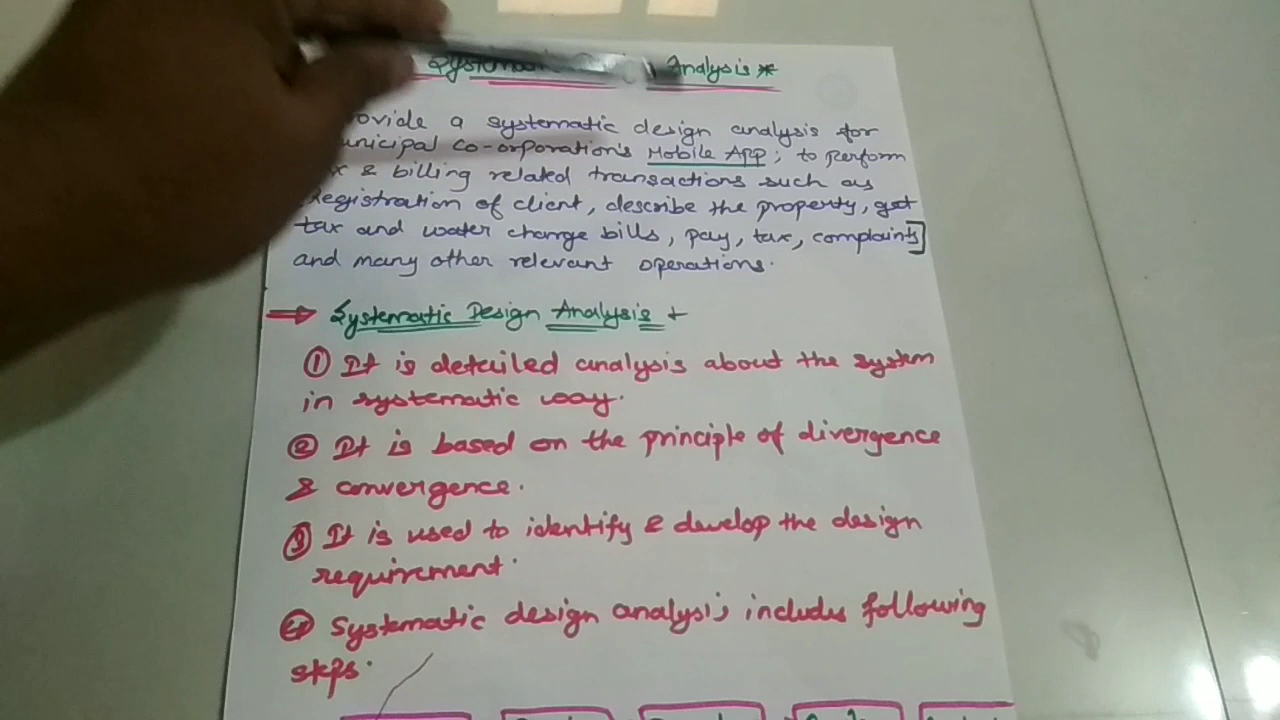 Systematic Analysis *
a systematic design analysis for
co-orporation's Mobile App; to perform
& billing related transactions such as
Registration of client, describe the property, get
tax and water charge bills, pay, tax, complaints]
and many other relevant operations.
⇒ Systematic Design Analysis +
① It is detailed analysis about the system
in systematic way.
② It is based on the principle of divergence
& convergence.
③ It is used to identify & develop the design
requirement.
④ Systematic design analysis includes following
steps.